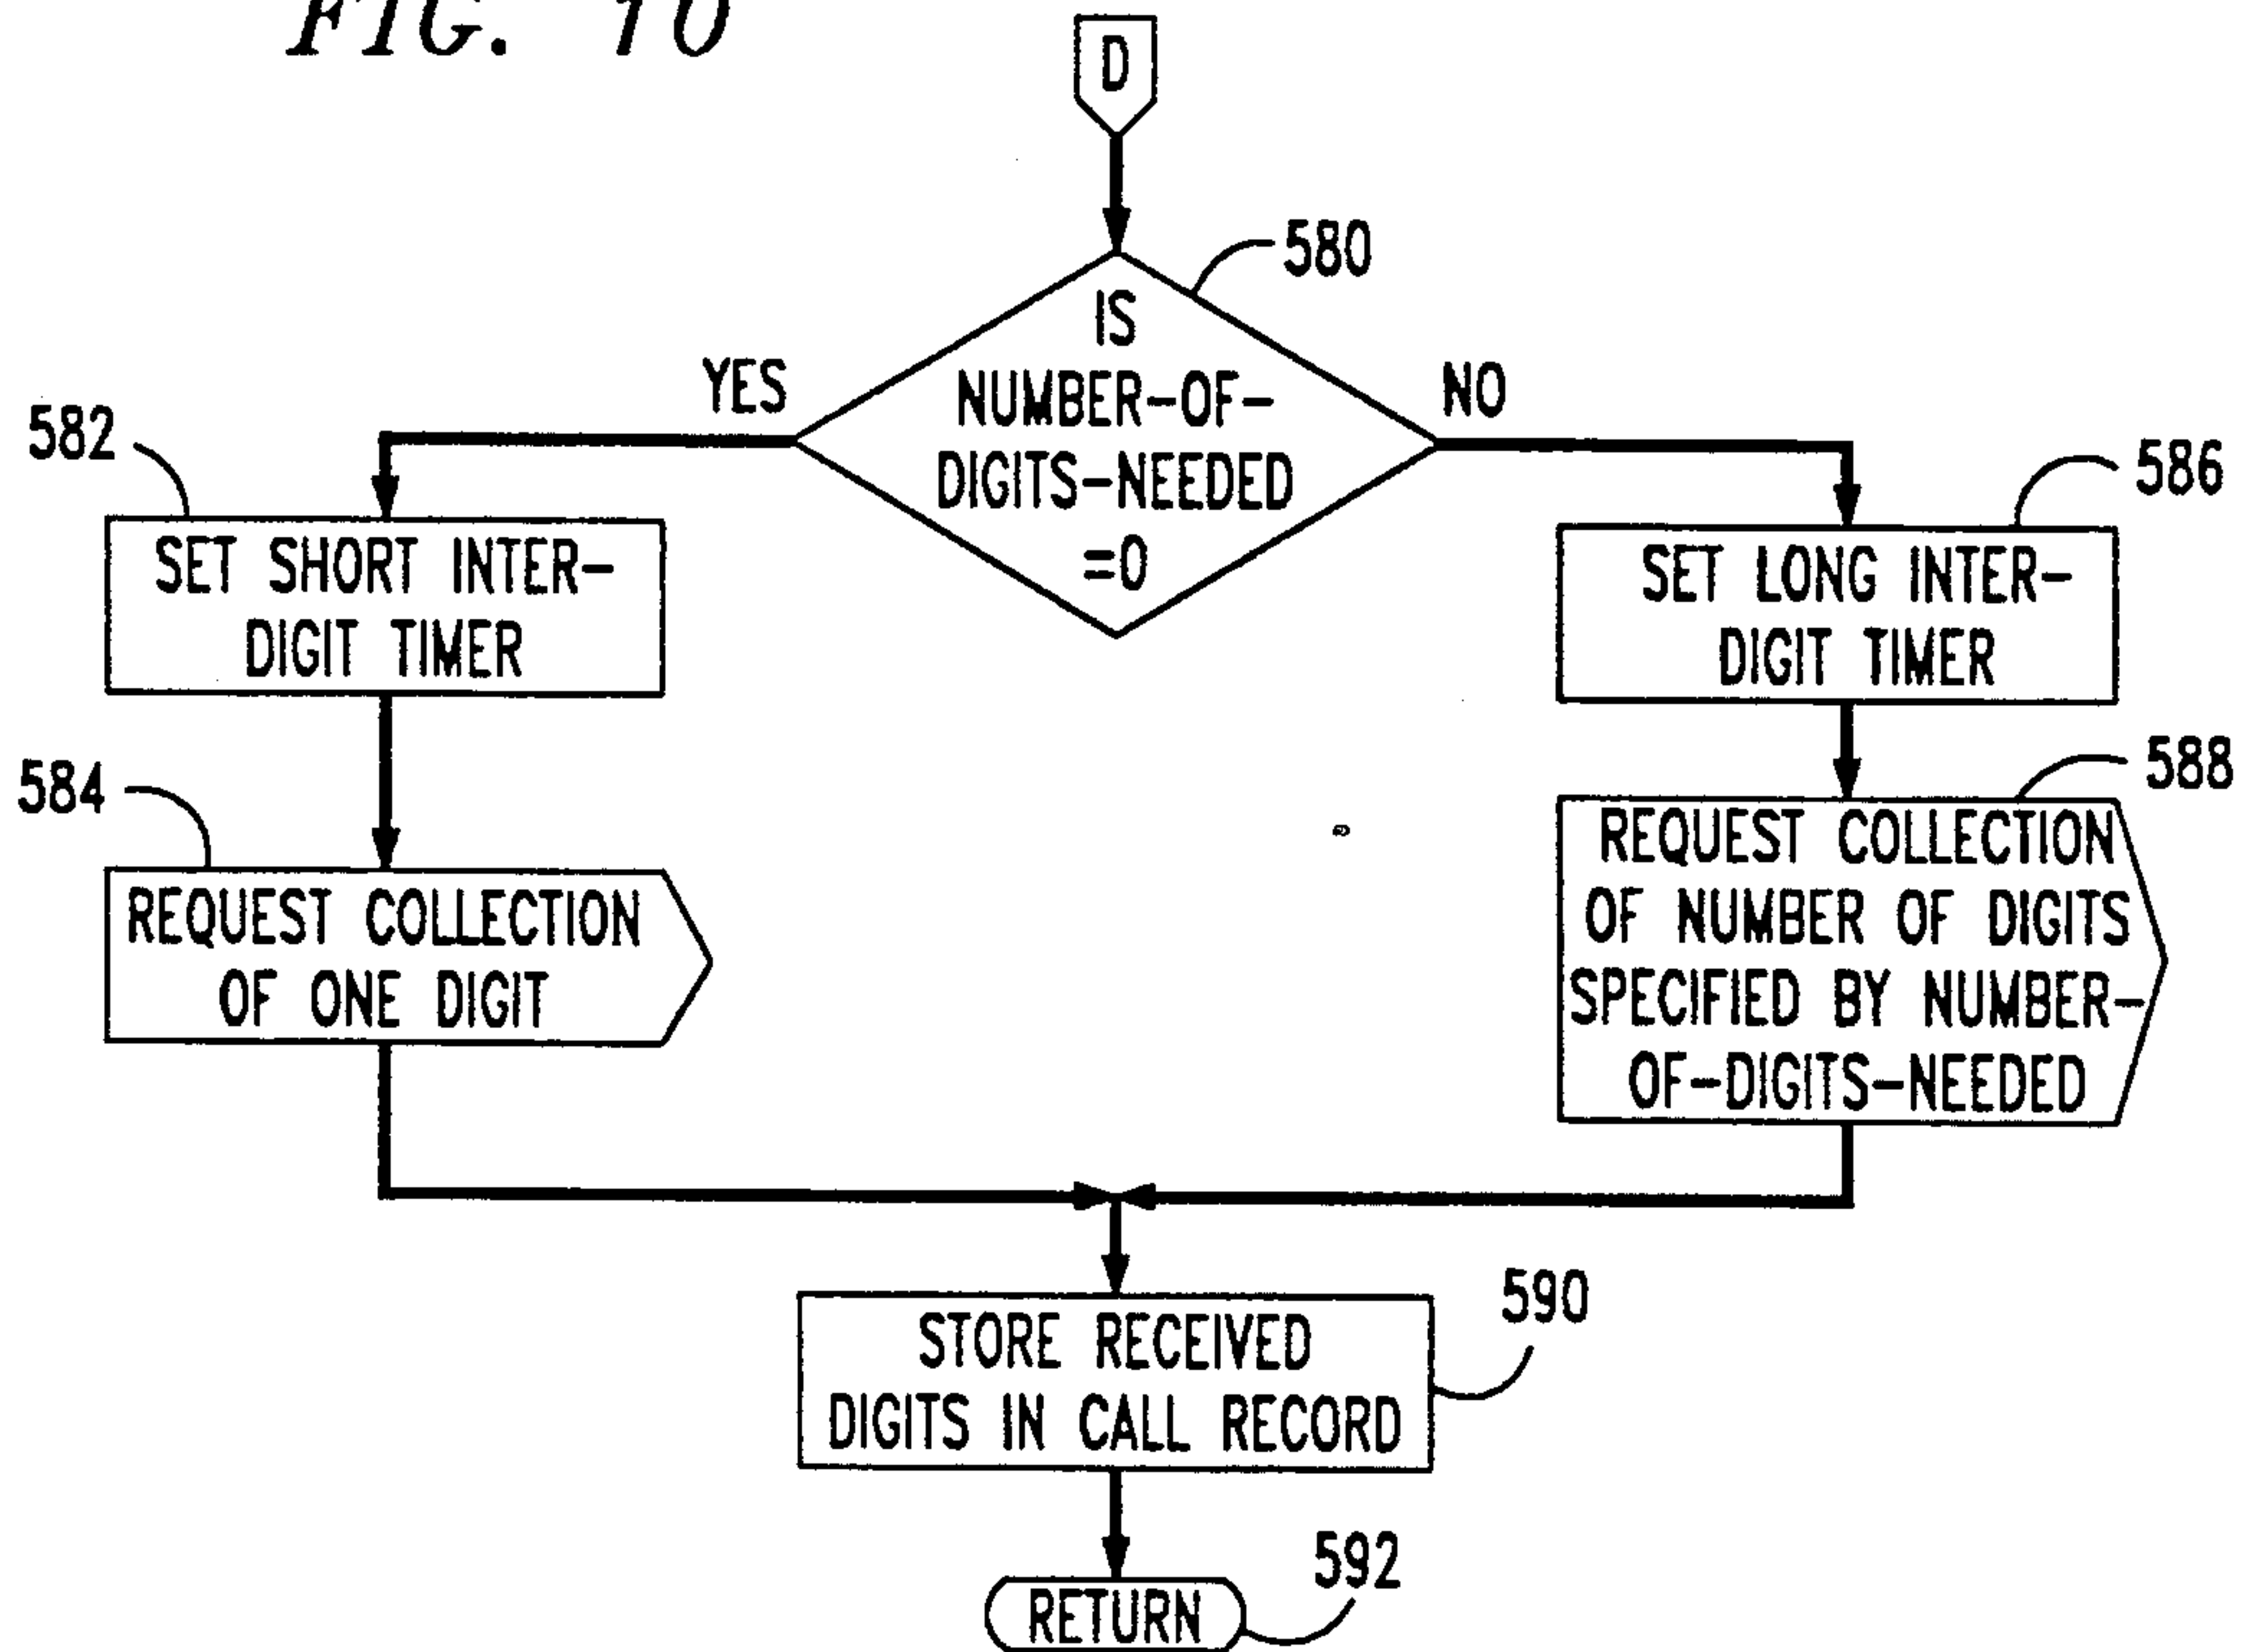 FIG. 10
D
580
IS
NUMBER-OF-
DIGITS-NEEDED
=0
YES
NO
582
SET SHORT INTER-
DIGIT TIMER
586
SET LONG INTER-
DIGIT TIMER
584
REQUEST COLLECTION
OF ONE DIGIT
588
REQUEST COLLECTION
OF NUMBER OF DIGITS
SPECIFIED BY NUMBER-
OF-DIGITS-NEEDED
590
STORE RECEIVED
DIGITS IN CALL RECORD
592
RETURN